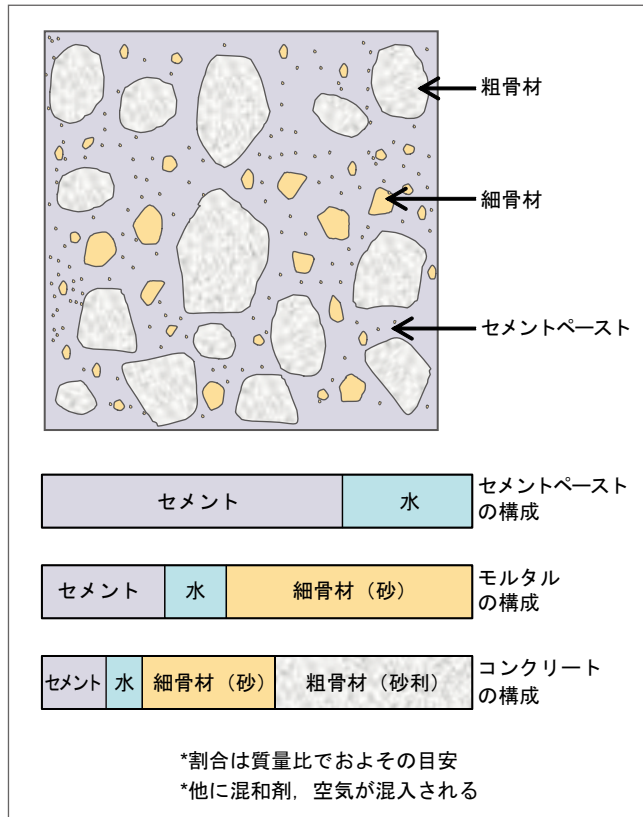 粗骨材
細骨材
セメントペースト
セメント
水
セメントペースト
の構成
セメント
水
細骨材（砂）
モルタル
の構成
セメント
水
細骨材（砂）
粗骨材（砂利）
コンクリート
の構成
*割合は質量比でおよその目安
*他に混和剤，空気が混入される